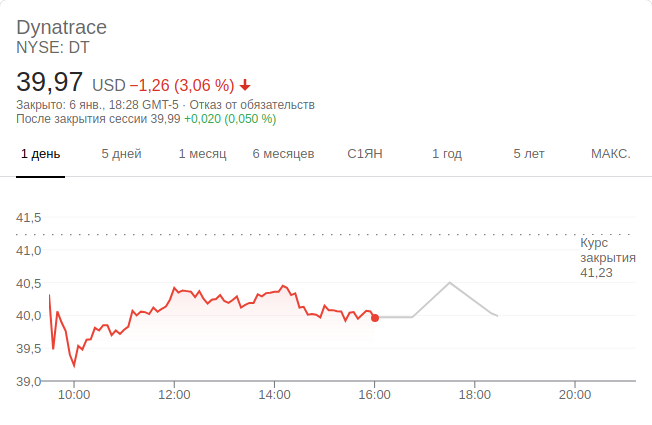 Dynatrace
NYSE: DT
39,97 USD −1,26 (3,06 %)
Закрыто: 6 янв., 18:28 GMT-5 · Отказ от обязательств
После закрытия сессии 39,99 +0,020 (0,050 %)
1 день 5 дней 1 месяц 6 месяцев С1ЯН 1 год 5 лет МАКС.
41,5
Курс
закрытия
41,23
41,0
40,5
40,0
39,5
39,0
10:00 12:00 14:00 16:00 18:00 20:00